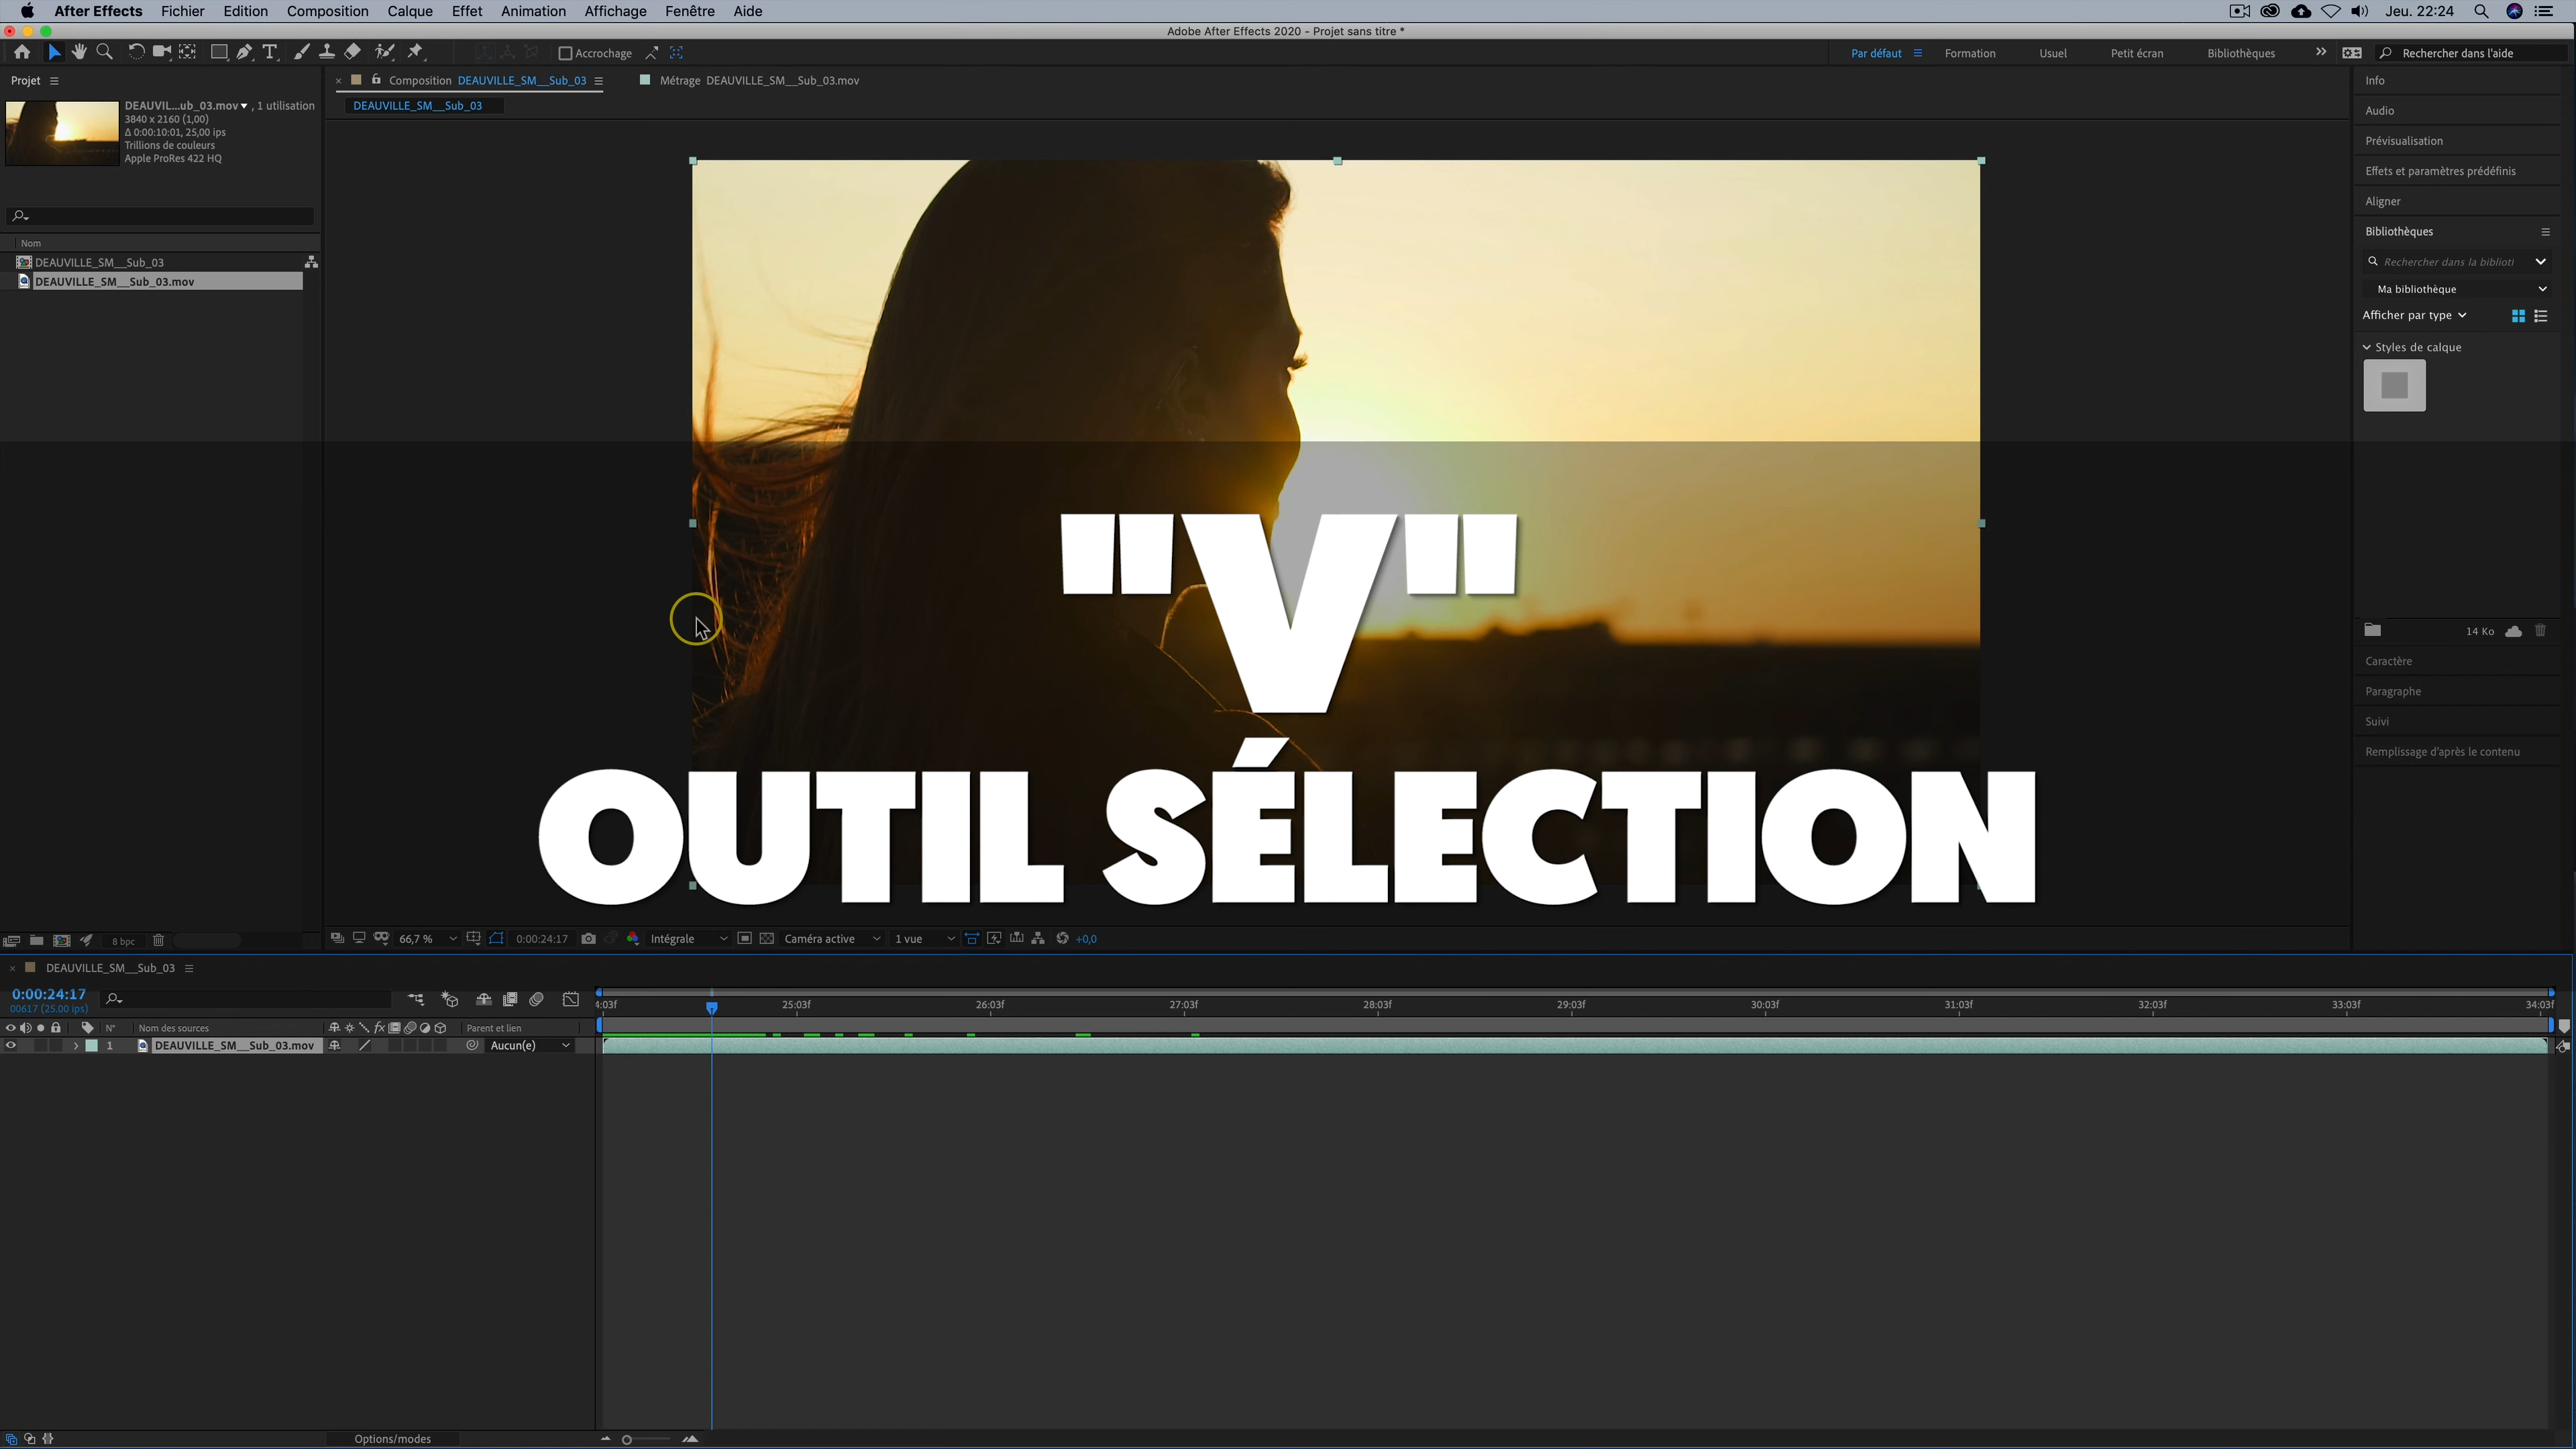 After Effects Fichier Edition Composition Calque Effet Animation Affichage Fenêtre Aide Jeu. 22:24
Adobe After Effects 2020 - Projet sans titre *
Accrochage Par défaut Formation Usuel Petit écran Bibliothèques Rechercher dans l'aide
Projet
DEAUVIL...ub_03.mov , 1 utilisation
3840 x 2160 (1,00)
Δ 0:00:10:01, 25,00 ips
Trillions de couleurs
Apple ProRes 422 HQ
Nom
DEAUVILLE_SM__Sub_03
DEAUVILLE_SM__Sub_03.mov
8 bpc
Composition DEAUVILLE_SM__Sub_03 Métrage DEAUVILLE_SM__Sub_03.mov
DEAUVILLE_SM__Sub_03
"V"
OUTIL SÉLECTION
66,7 % 0:00:24:17 Intégrale Caméra active 1 vue +0,0
Info
Audio
Prévisualisation
Effets et paramètres prédéfinis
Aligner
Bibliothèques
Rechercher dans la bibliotl
Ma bibliothèque
Afficher par type
Styles de calque
14 Ko
Caractère
Paragraphe
Suivi
Remplissage d'après le contenu
DEAUVILLE_SM__Sub_03
0:00:24:17
00617 (25.00 ips)
4:03f 25:03f 26:03f 27:03f 28:03f 29:03f 30:03f 31:03f 32:03f 33:03f 34:03f
N° Nom des sources fx Parent et lien
1 DEAUVILLE_SM__Sub_03.mov Aucun(e)
Options/modes